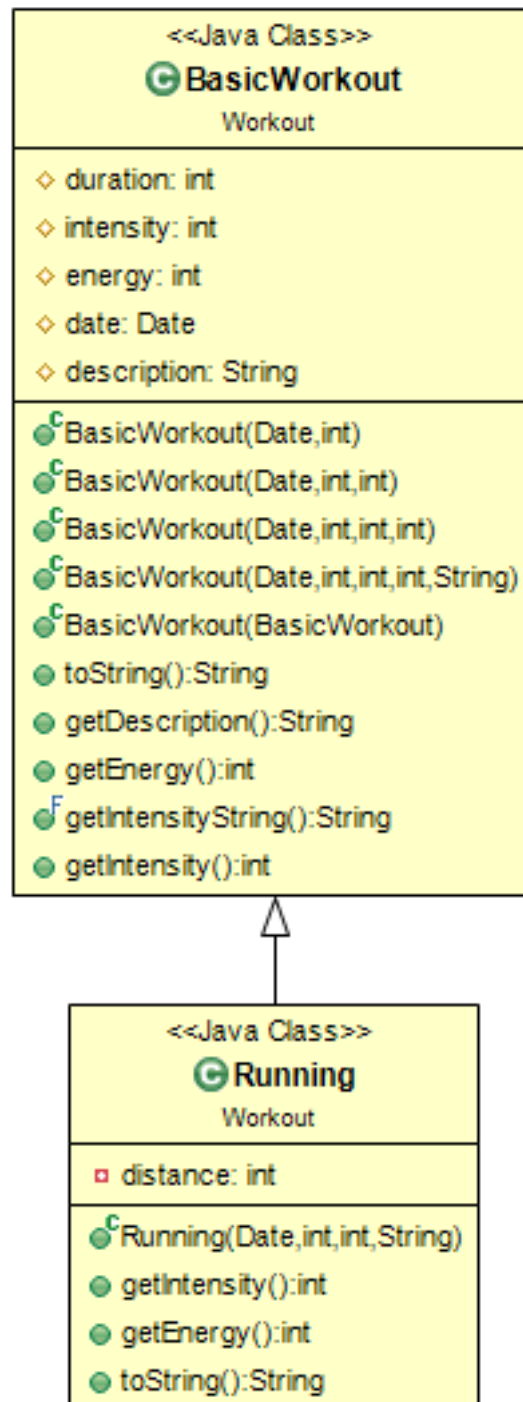 <<Java Class>>
BasicWorkout
Workout
duration: int
intensity: int
energy: int
date: Date
description: String
BasicWorkout(Date,int)
BasicWorkout(Date,int,int)
BasicWorkout(Date,int,int,int)
BasicWorkout(Date,int,int,int,String)
BasicWorkout(BasicWorkout)
toString():String
getDescription():String
getEnergy():int
getIntensityString():String
getIntensity():int
<<Java Class>>
Running
Workout
distance: int
Running(Date,int,int,String)
getIntensity():int
getEnergy():int
toString():String